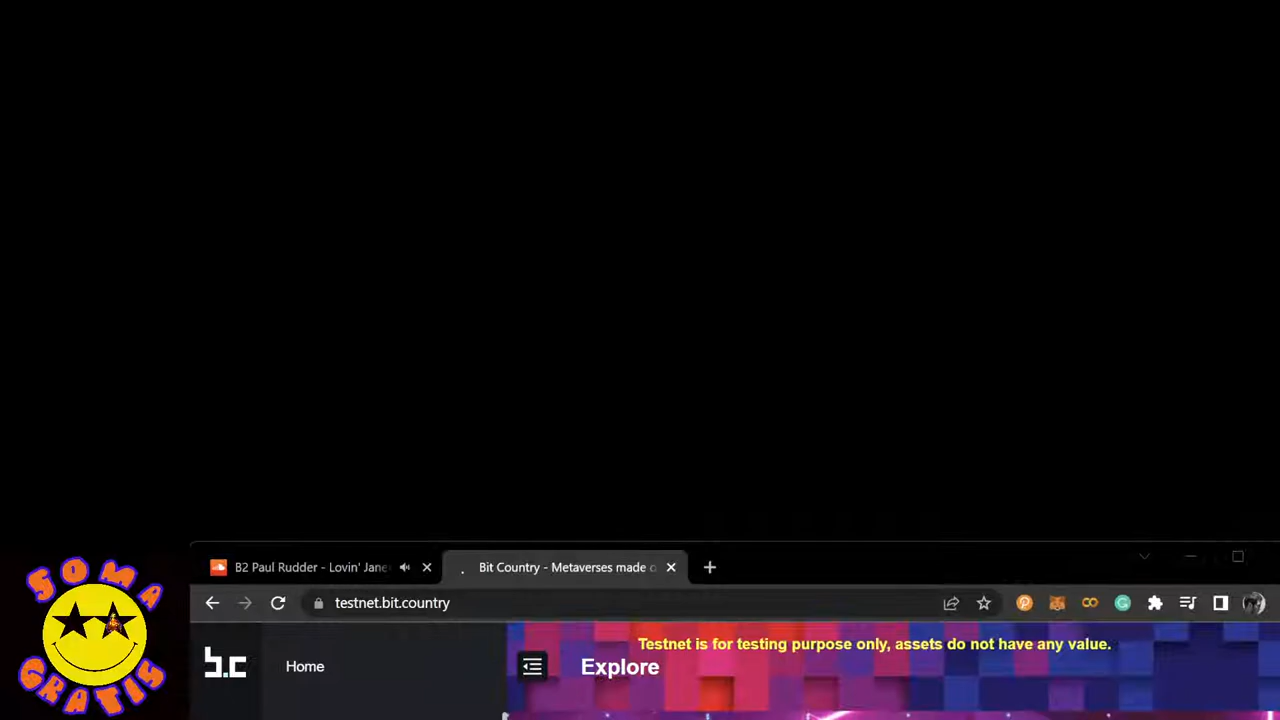 B2 Paul Rudder - Lovin' Jane
Bit Country - Metaverses made o
testnet.bit.country
Testnet is for testing purpose only, assets do not have any value.
b.c
Home
Explore
SOMA
GRATIS